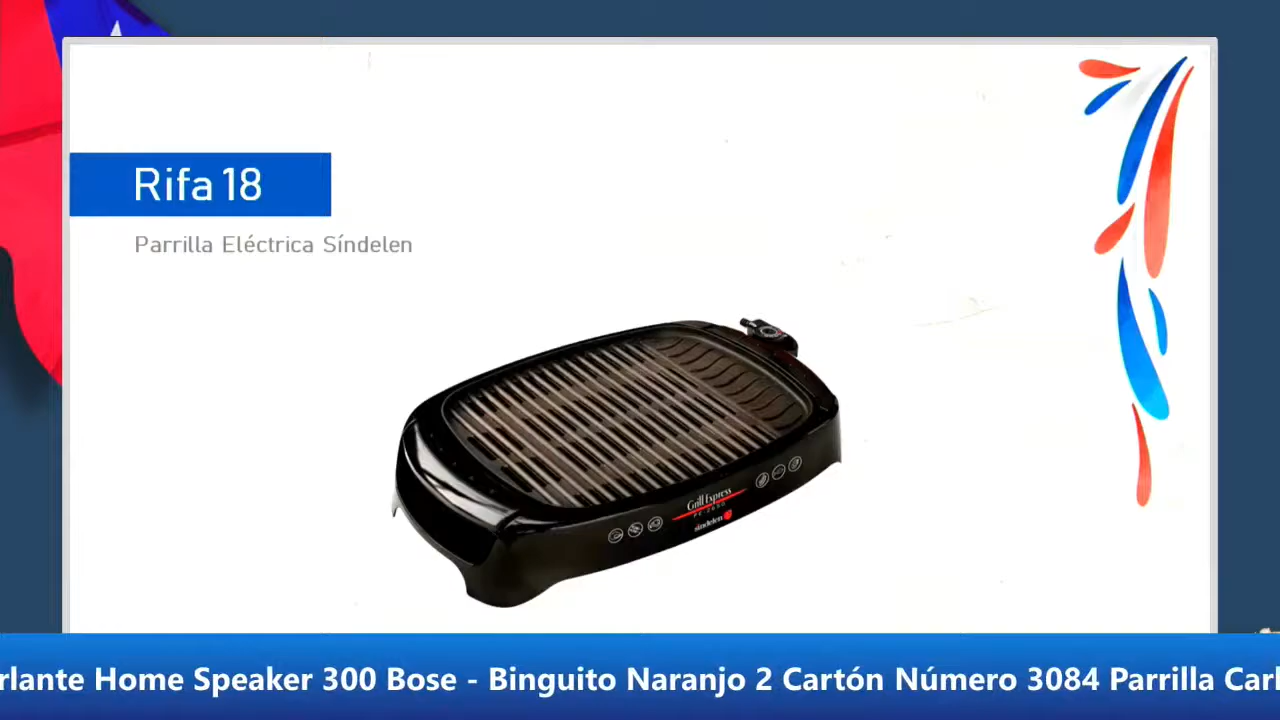 Rifa 18
Parrilla Eléctrica Síndelen
Grill Express
sindelen
rlante Home Speaker 300 Bose - Binguito Naranjo 2 Cartón Número 3084 Parrilla Carl